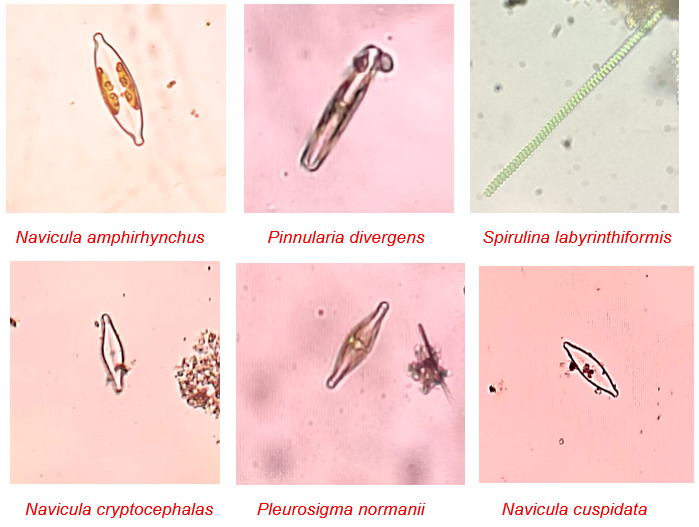 Navicula amphirhynchus
Pinnularia divergens
Spirulina labyrinthiformis
Navicula cryptocephalas
Pleurosigma normanii
Navicula cuspidata